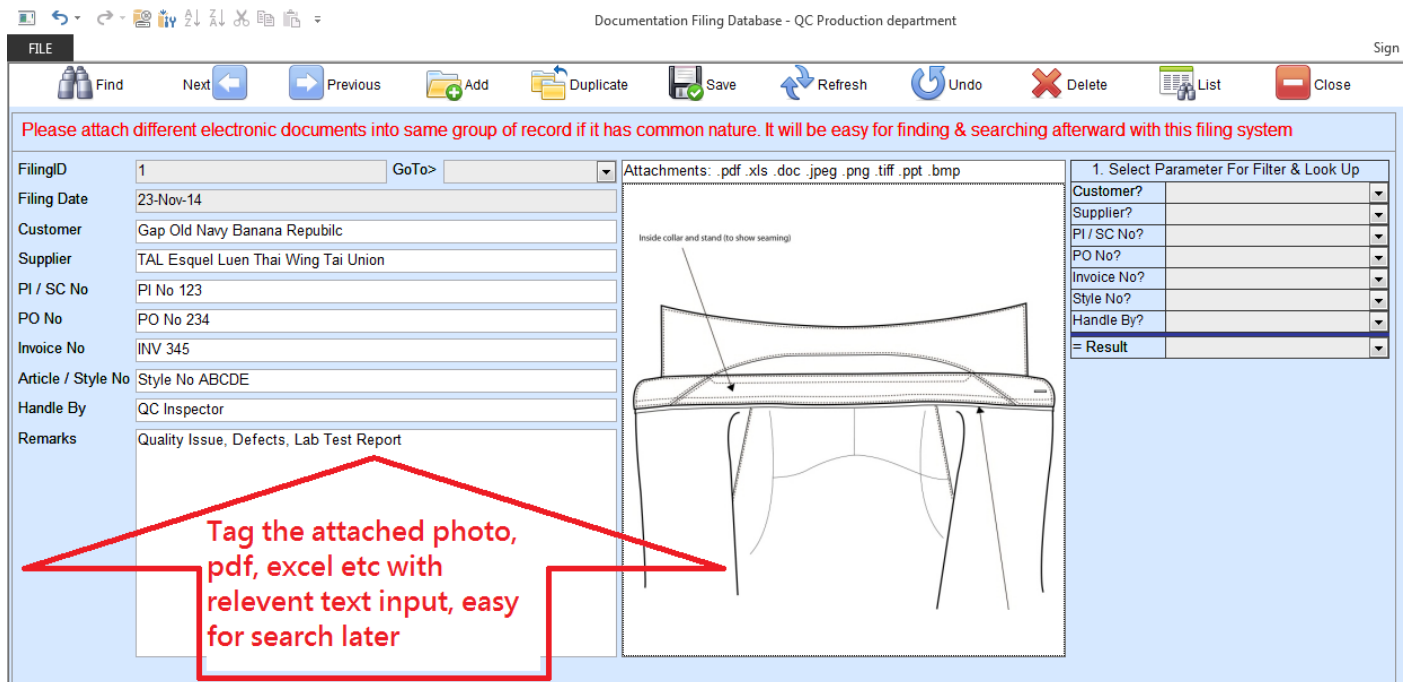 Documentation Filing Database - QC Production department
FILE
Sign
Find
Next
Previous
Add
Duplicate
Save
Refresh
Undo
Delete
List
Close
Please attach different electronic documents into same group of record if it has common nature. It will be easy for finding & searching afterward with this filing system
FilingID 1 GoTo>
Filing Date 23-Nov-14
Customer Gap Old Navy Banana Repubilc
Supplier TAL Esquel Luen Thai Wing Tai Union
PI / SC No PI No 123
PO No PO No 234
Invoice No INV 345
Article / Style No Style No ABCDE
Handle By QC Inspector
Remarks Quality Issue, Defects, Lab Test Report
Tag the attached photo,
pdf, excel etc with
relevent text input, easy
for search later
Attachments: .pdf .xls .doc .jpeg .png .tiff .ppt .bmp
Inside collar and stand (to show seaming)
1. Select Parameter For Filter & Look Up
Customer?
Supplier?
PI / SC No?
PO No?
Invoice No?
Style No?
Handle By?
= Result